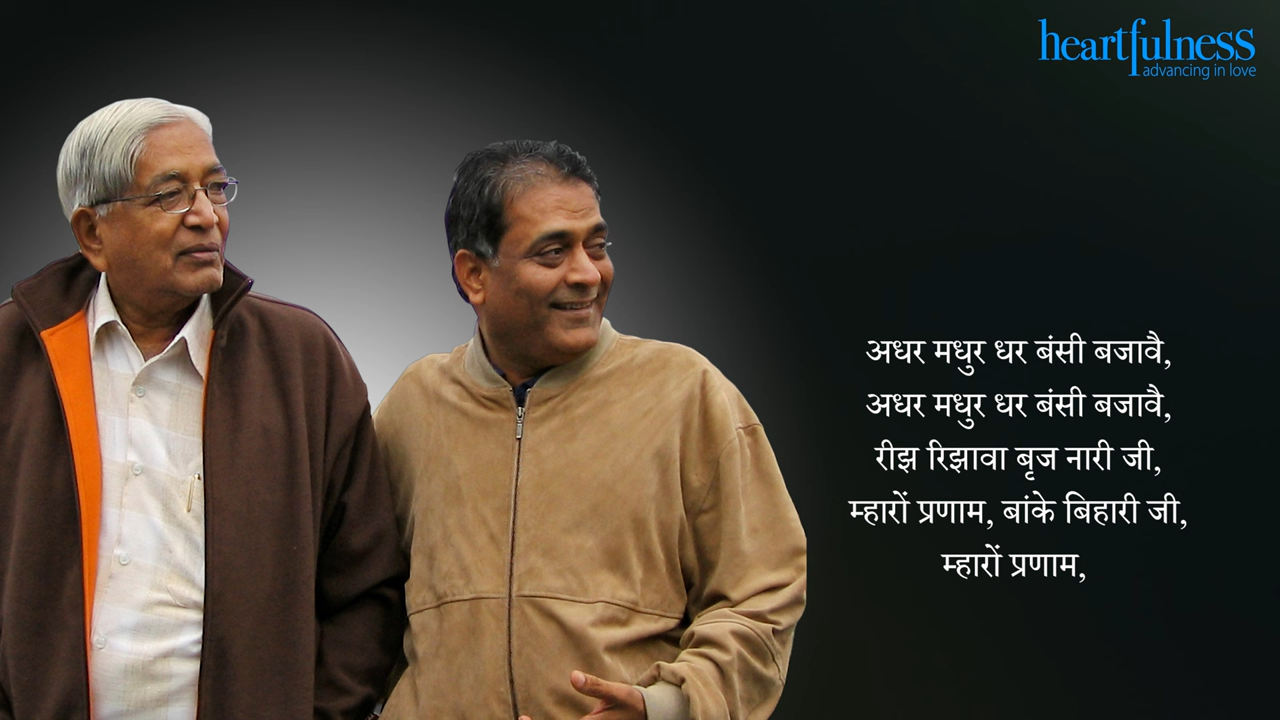 heartfulness
advancing in love
अधर मधुर धर बंसी बजावै,
अधर मधुर धर बंसी बजावै,
रीझ रिझावा बृज नारी जी,
म्हारों प्रणाम, बांके बिहारी जी,
म्हारों प्रणाम,